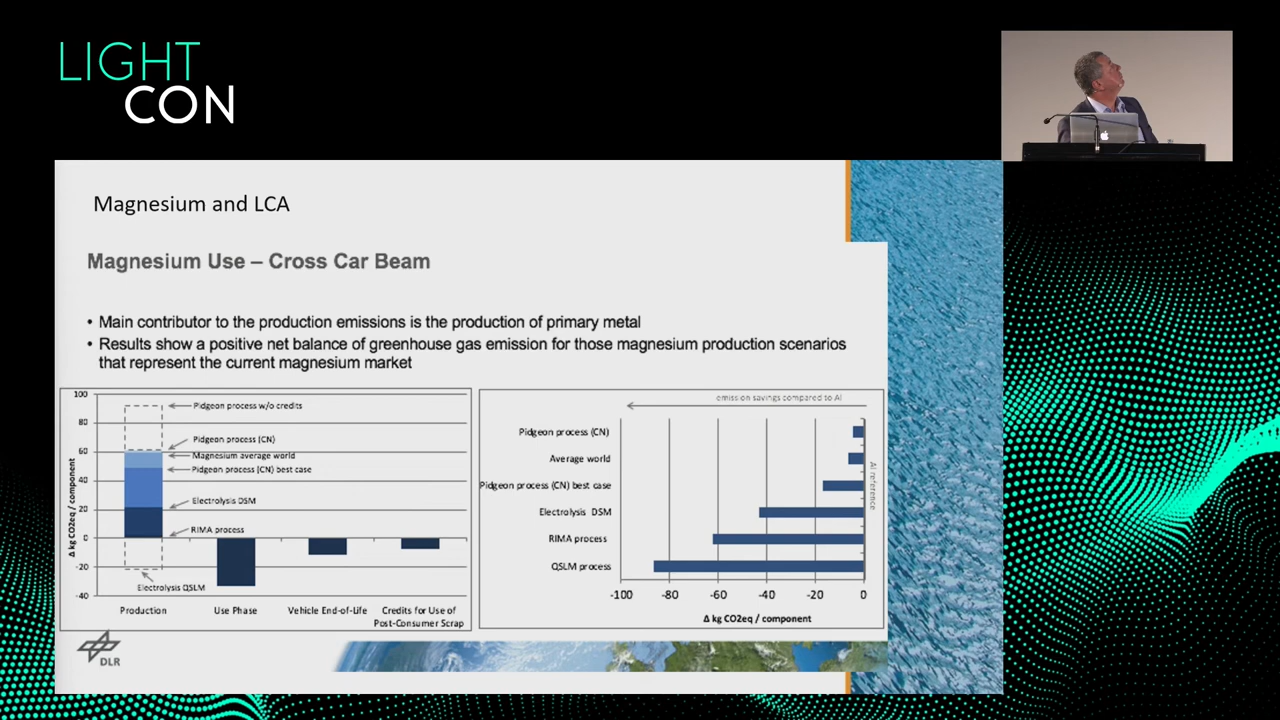 LIGHT
CON
Magnesium and LCA
Magnesium Use – Cross Car Beam
• Main contributor to the production emissions is the production of primary metal
• Results show a positive net balance of greenhouse gas emission for those magnesium production scenarios
that represent the current magnesium market
100
80
60
40
20
0
-20
-40
Δ kg CO2eq / component
Pidgeon process w/o credits
Pidgeon process (CN)
Magnesium average world
Pidgeon process (CN) best case
Electrolysis DSM
RIMA process
Electrolysis QSLM
Production
Use Phase
Vehicle End-of-Life
Credits for Use of
Post-Consumer Scrap
emission savings compared to Al
Pidgeon process (CN)
Average world
Pidgeon process (CN) best case
Electrolysis DSM
RIMA process
QSLM process
Al reference
-100 -80 -60 -40 -20 0
Δ kg CO2eq / component
DLR